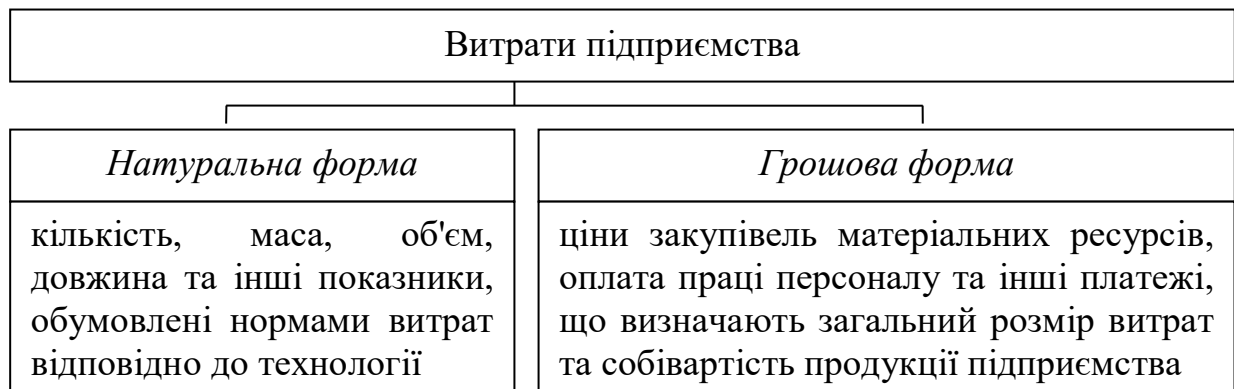 Витрати підприємства
Натуральна форма
кількість, маса, об'єм,
довжина та інші показники,
обумовлені нормами витрат
відповідно до технології
Грошова форма
ціни закупівель матеріальних ресурсів,
оплата праці персоналу та інші платежі,
що визначають загальний розмір витрат
та собівартість продукції підприємства